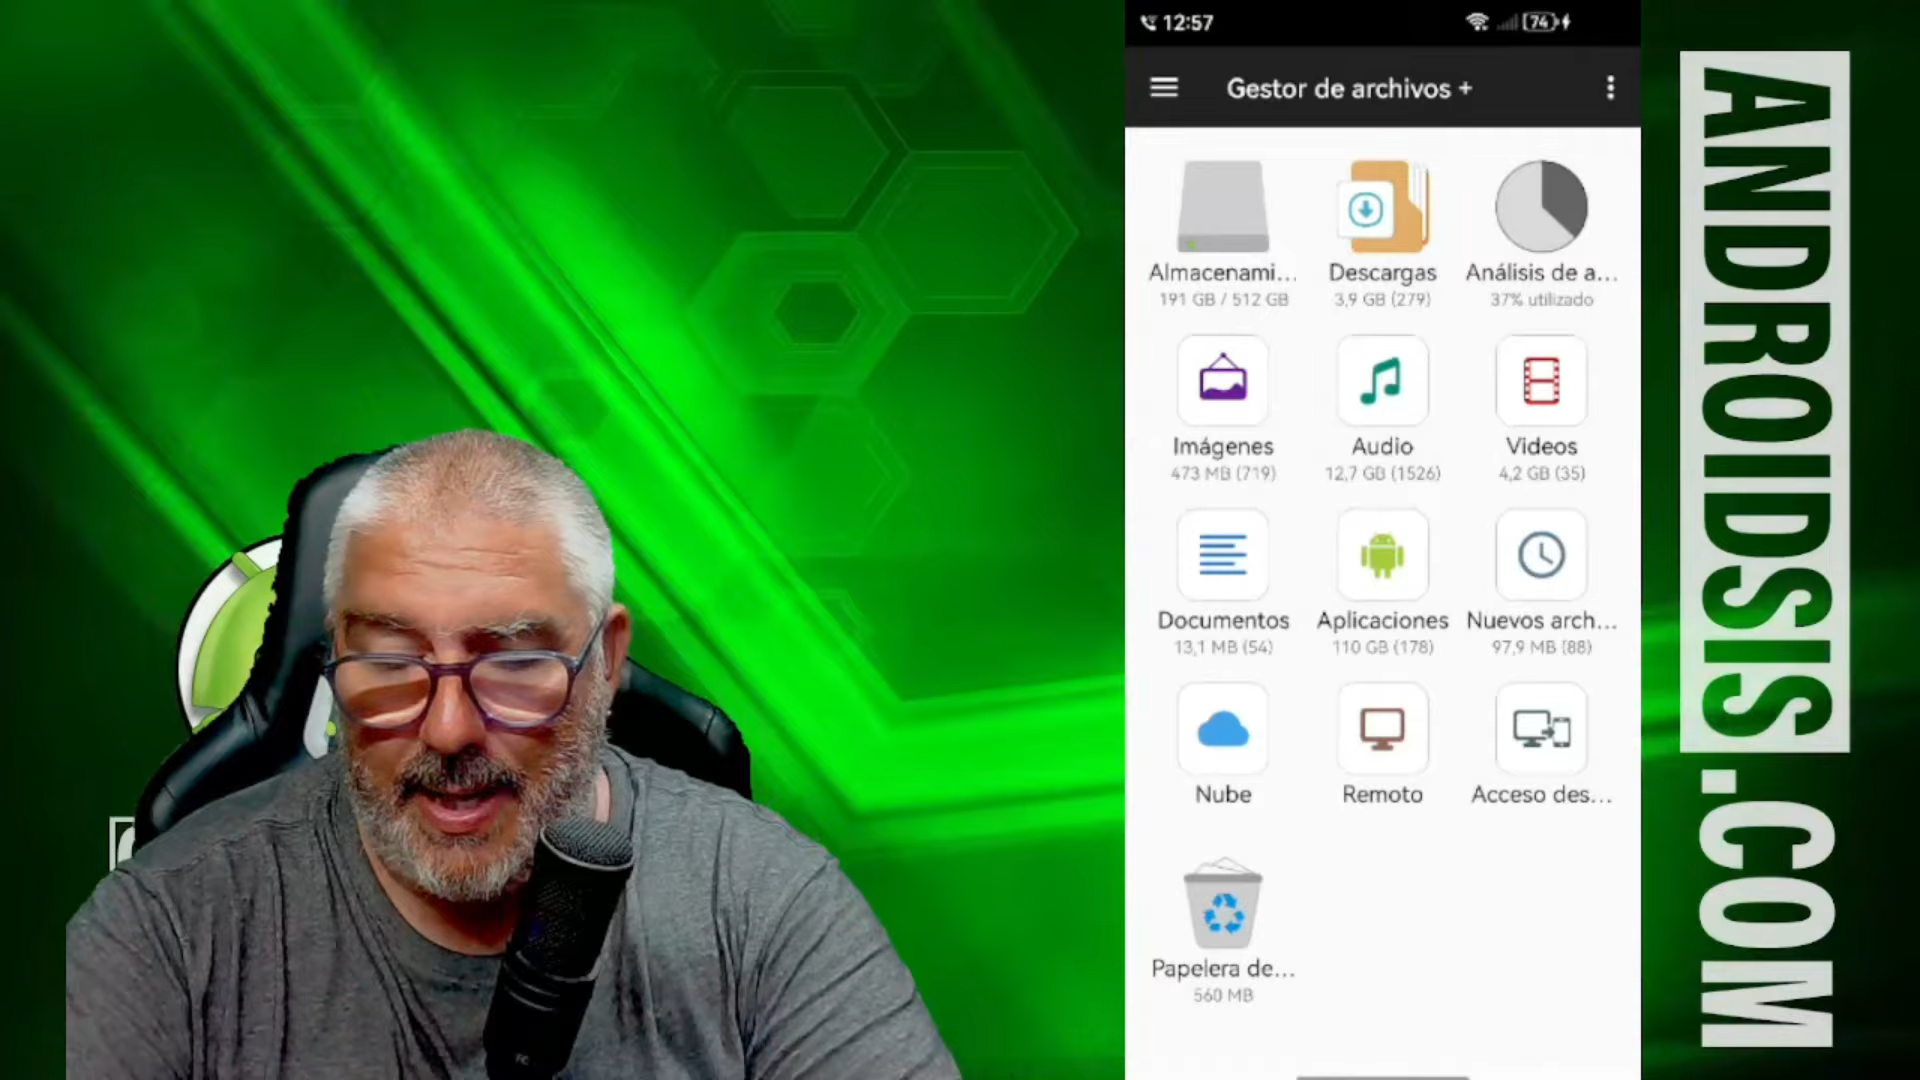 12:57
74
Gestor de archivos +
Almacenami... Descargas Análisis de a...
191 GB / 512 GB 3,9 GB (279) 37% utilizado
Imágenes Audio Videos
473 MB (719) 12,7 GB (1526) 4,2 GB (35)
Documentos Aplicaciones Nuevos arch...
13,1 MB (54) 110 GB (178) 97,9 MB (88)
Nube Remoto Acceso des...
Papelera de...
560 MB
ANDROIDSIS.COM